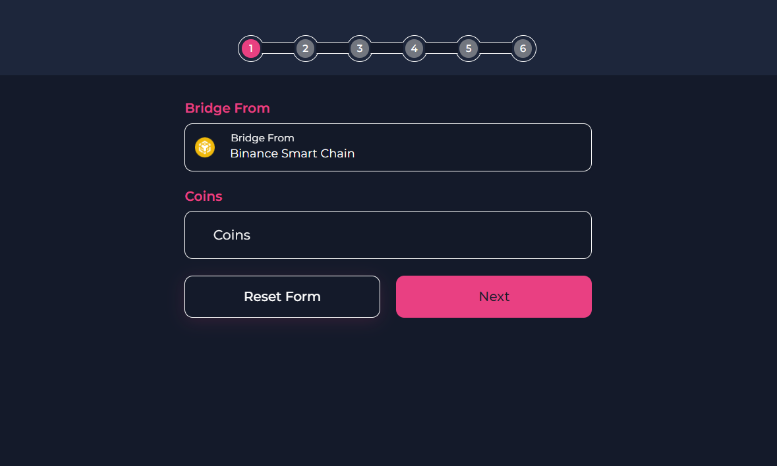 1 2 3 4 5 6
Bridge From
Bridge From
Binance Smart Chain
Coins
Coins
Reset Form Next